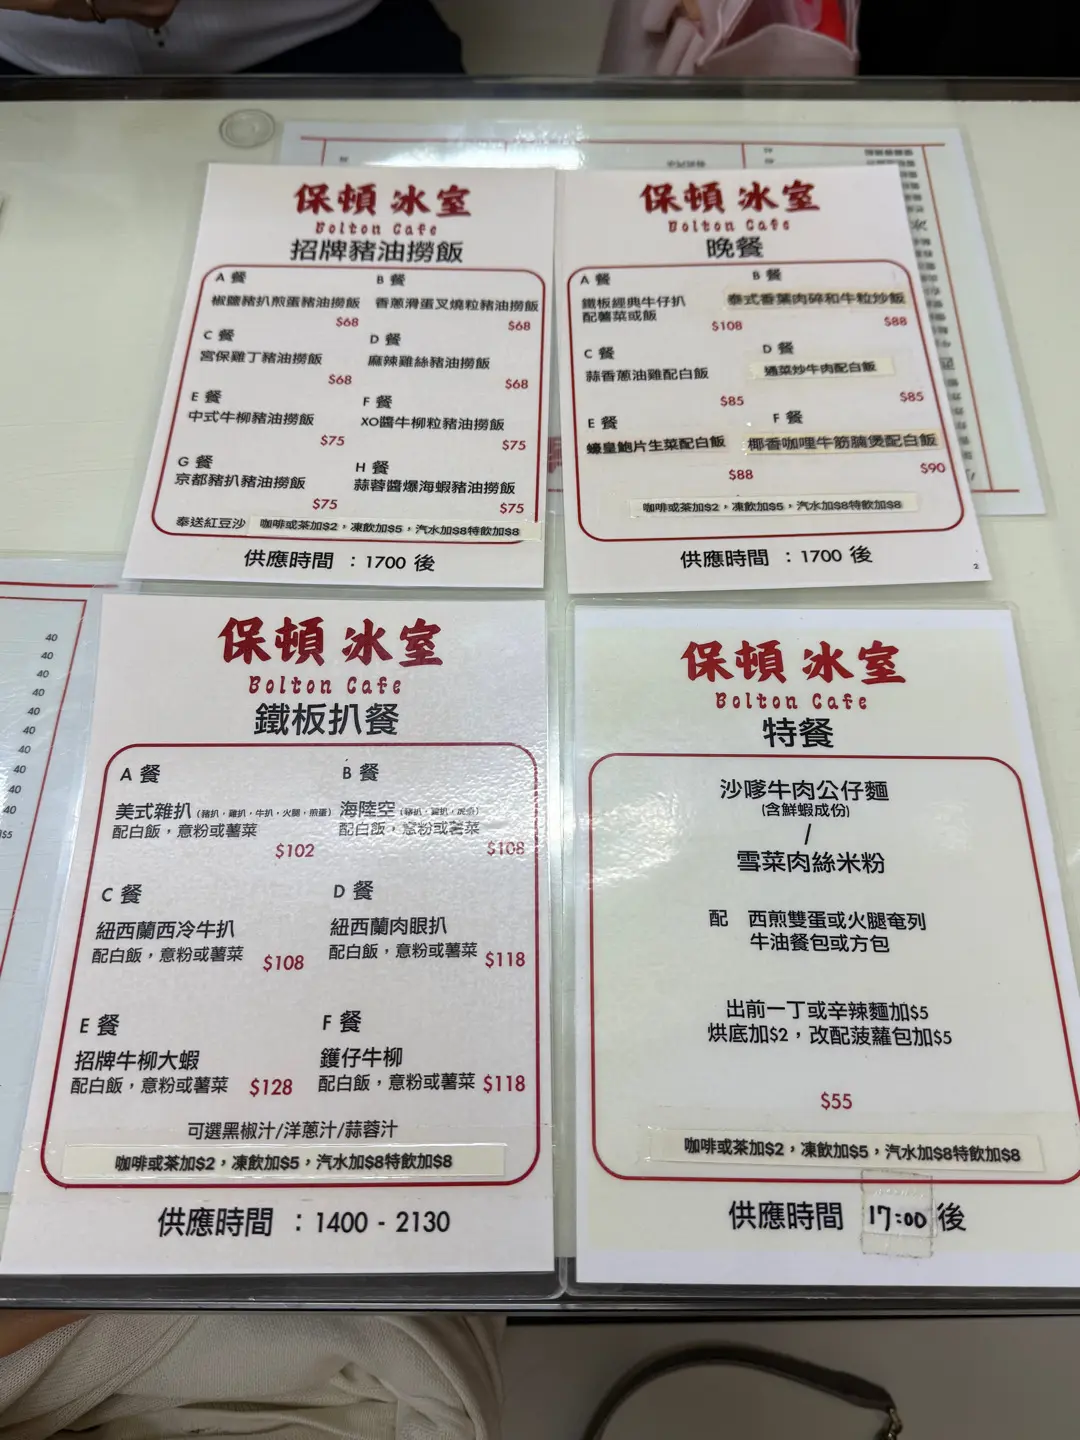 保頓冰室
Bolton Cafe
招牌豬油撈飯
A 餐
椒鹽豬扒煎蛋豬油撈飯
$68
B 餐
香蔥滑蛋叉燒粒豬油撈飯
$68
C 餐
宮保雞丁豬油撈飯
$68
D 餐
麻辣雞絲豬油撈飯
$68
E 餐
中式牛柳豬油撈飯
$75
F 餐
XO醬牛柳粒豬油撈飯
$75
G 餐
京都豬扒豬油撈飯
$75
H 餐
蒜蓉醬爆海蝦豬油撈飯
$75
奉送紅豆沙 咖啡或茶加$2，凍飲加$5，汽水加$8特飲加$8
供應時間 ：1700 後
保頓冰室
Bolton Cafe
晚餐
A 餐
鐵板經典牛仔扒
配薯菜或飯
$108
B 餐
泰式香葉肉碎和牛粒炒飯
$88
C 餐
蒜香蔥油雞配白飯
$85
D 餐
通菜炒牛肉配白飯
$85
E 餐
蠔皇鮑片生菜配白飯
$88
F 餐
椰香咖喱牛筋腩煲配白飯
$90
咖啡或茶加$2，凍飲加$5，汽水加$8特飲加$8
供應時間 ：1700 後
2
保頓冰室
Bolton Cafe
鐵板扒餐
A 餐
美式雜扒（豬扒，雞扒，牛扒，火腿，煎蛋）
配白飯，意粉或薯菜
$102
B 餐
海陸空
配白飯，意粉或薯菜
$108
C 餐
紐西蘭西冷牛扒
配白飯，意粉或薯菜
$108
D 餐
紐西蘭肉眼扒
配白飯，意粉或薯菜
$118
E 餐
招牌牛柳大蝦
配白飯，意粉或薯菜
$128
F 餐
鑊仔牛柳
配白飯，意粉或薯菜
$118
可選黑椒汁/洋蔥汁/蒜蓉汁
咖啡或茶加$2，凍飲加$5，汽水加$8特飲加$8
供應時間 ：1400 - 2130
保頓冰室
Bolton Cafe
特餐
沙嗲牛肉公仔麵
(含鮮蝦成份)
/
雪菜肉絲米粉
配 西煎雙蛋或火腿奄列
牛油餐包或方包
出前一丁或辛辣麵加$5
烘底加$2，改配菠蘿包加$5
$55
咖啡或茶加$2，凍飲加$5，汽水加$8特飲加$8
供應時間 17:00 後
40
40
40
40
40
40
40
40
40
40